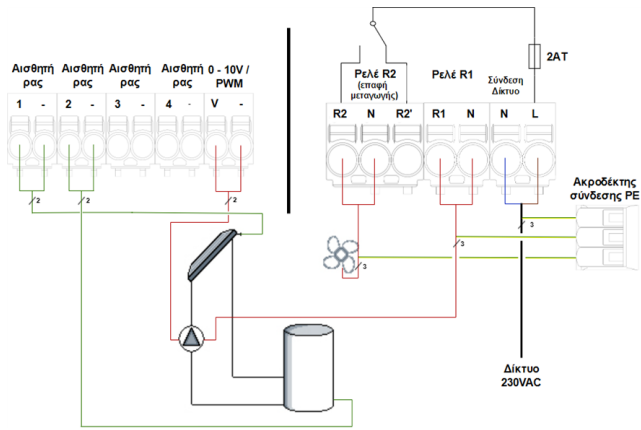 Αισθητή
ρας
Αισθητή
ρας
Αισθητή
ρας
Αισθητή
ρας
0 - 10V /
PWM
1 - 2 - 3 - 4 - V -
2AT
Ρελέ R2
(επαφή
μεταγωγής)
Ρελέ R1
Σύνδεση
Δίκτυο
R2 N R2' R1 N N L
Ακροδέκτης
σύνδεσης PE
2
2
2
3
3
3
Δίκτυο
230VAC